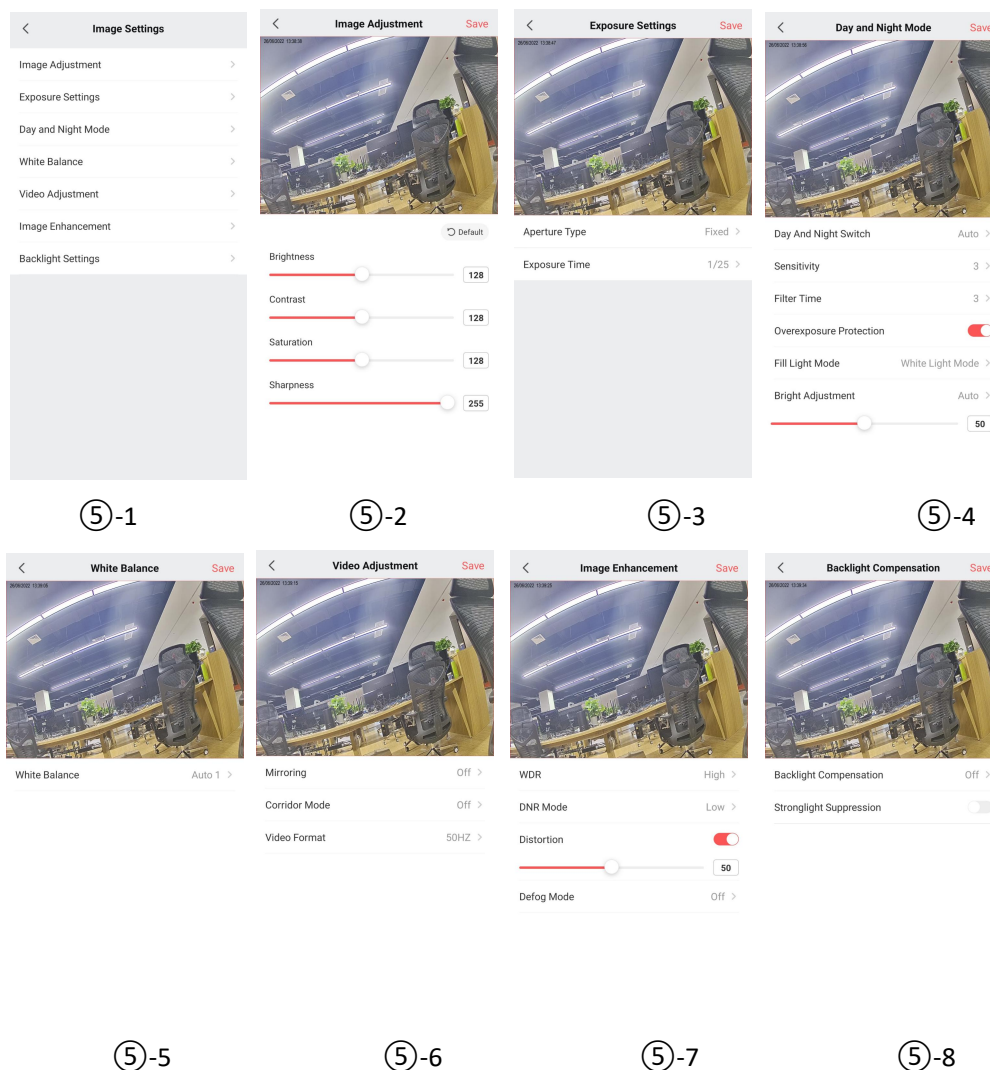 Image Settings
Image Adjustment
Exposure Settings
Day and Night Mode
White Balance
Video Adjustment
Image Enhancement
Backlight Settings
⑤-1
Image Adjustment Save
Default
Brightness
128
Contrast
128
Saturation
128
Sharpness
255
⑤-2
Exposure Settings Save
Aperture Type Fixed
Exposure Time 1/25
⑤-3
Day and Night Mode Save
Day And Night Switch Auto
Sensitivity 3
Filter Time 3
Overexposure Protection
Fill Light Mode White Light Mode
Bright Adjustment Auto
50
⑤-4
White Balance Save
White Balance Auto 1
⑤-5
Video Adjustment Save
Mirroring Off
Corridor Mode Off
Video Format 50HZ
⑤-6
Image Enhancement Save
WDR High
DNR Mode Low
Distortion
50
Defog Mode Off
⑤-7
Backlight Compensation Save
Backlight Compensation Off
Stronglight Suppression
⑤-8